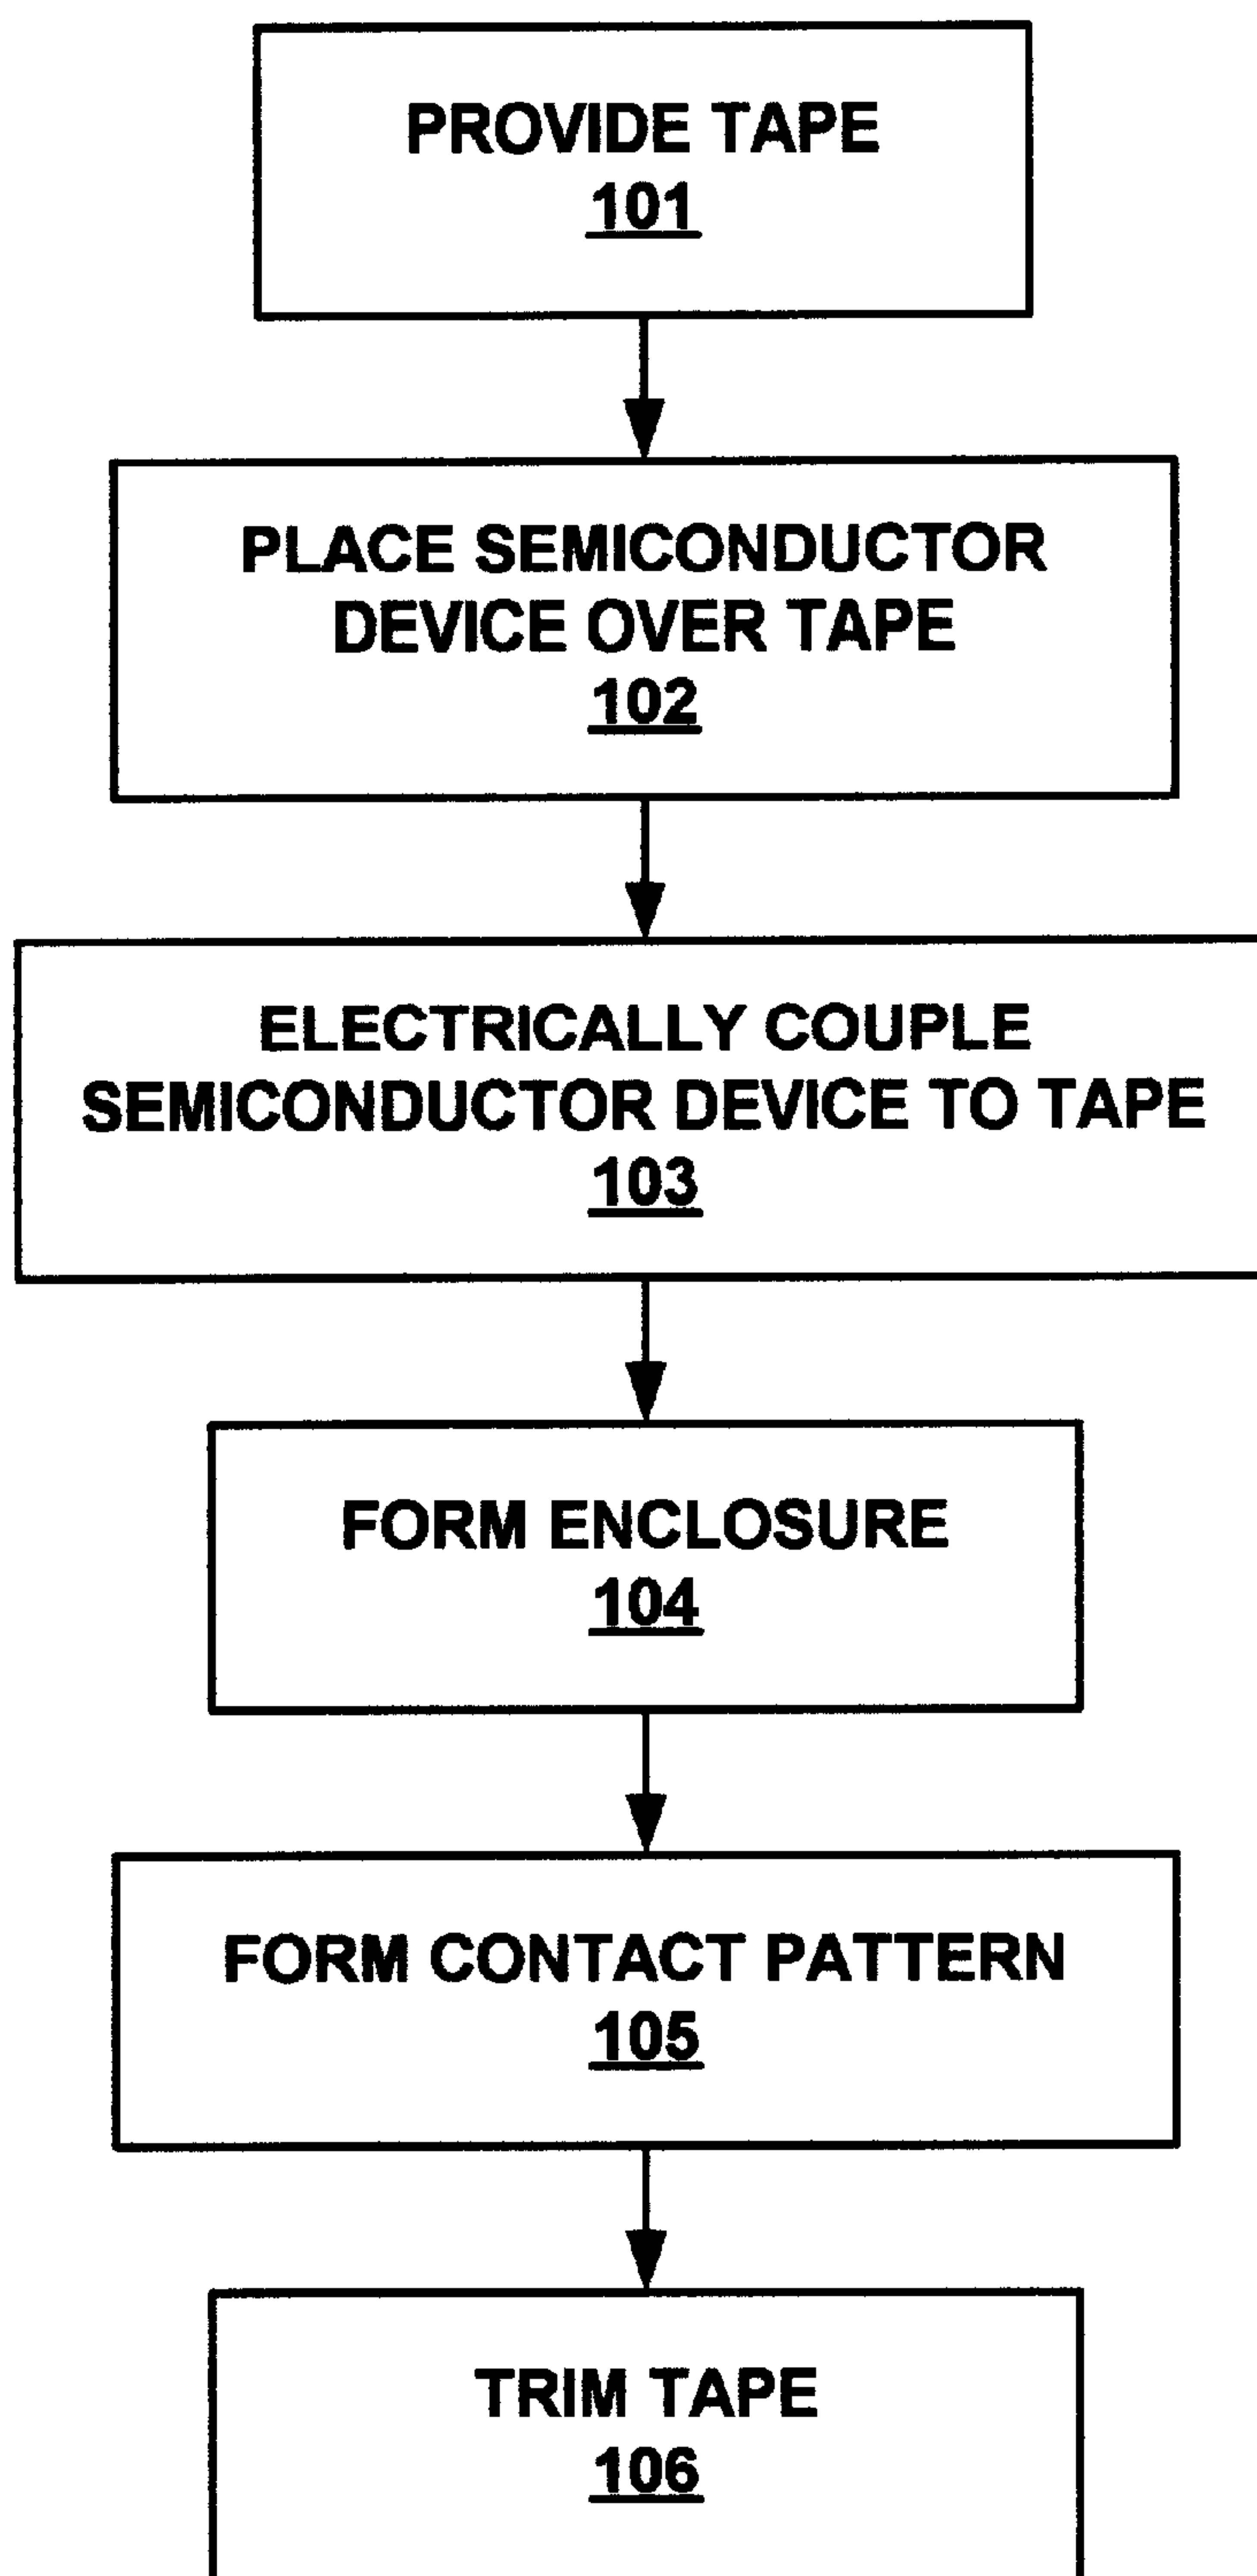 PROVIDE TAPE
101
PLACE SEMICONDUCTOR
DEVICE OVER TAPE
102
ELECTRICALLY COUPLE
SEMICONDUCTOR DEVICE TO TAPE
103
FORM ENCLOSURE
104
FORM CONTACT PATTERN
105
TRIM TAPE
106